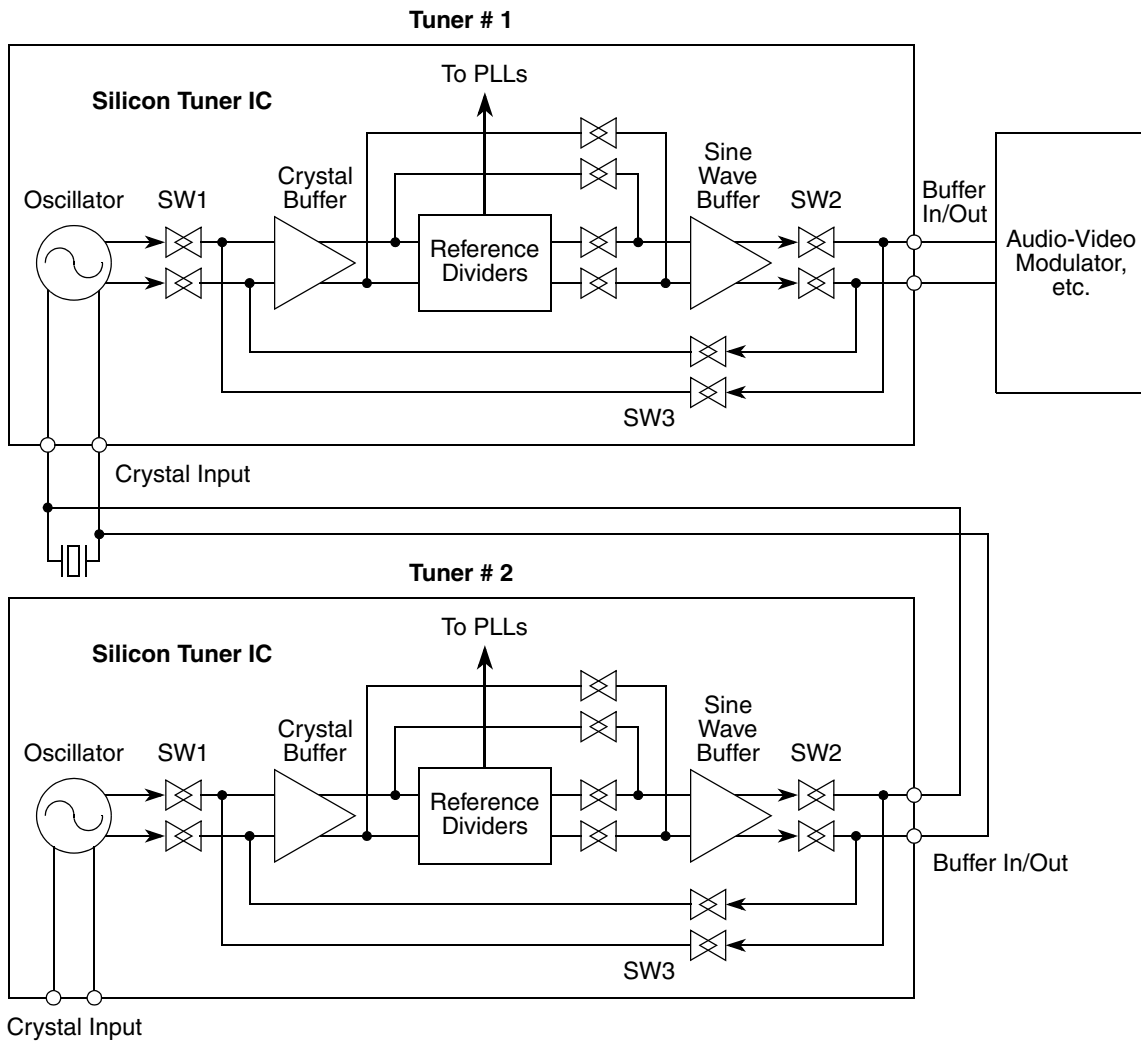 Tuner # 1
To PLLs
Silicon Tuner IC
Oscillator
SW1
Crystal
Buffer
Sine
Wave
Buffer
SW2
Buffer
In/Out
Reference
Dividers
Audio-Video
Modulator,
etc.
SW3
Crystal Input
Tuner # 2
To PLLs
Silicon Tuner IC
Oscillator
SW1
Crystal
Buffer
Sine
Wave
Buffer
SW2
Reference
Dividers
Buffer In/Out
SW3
Crystal Input